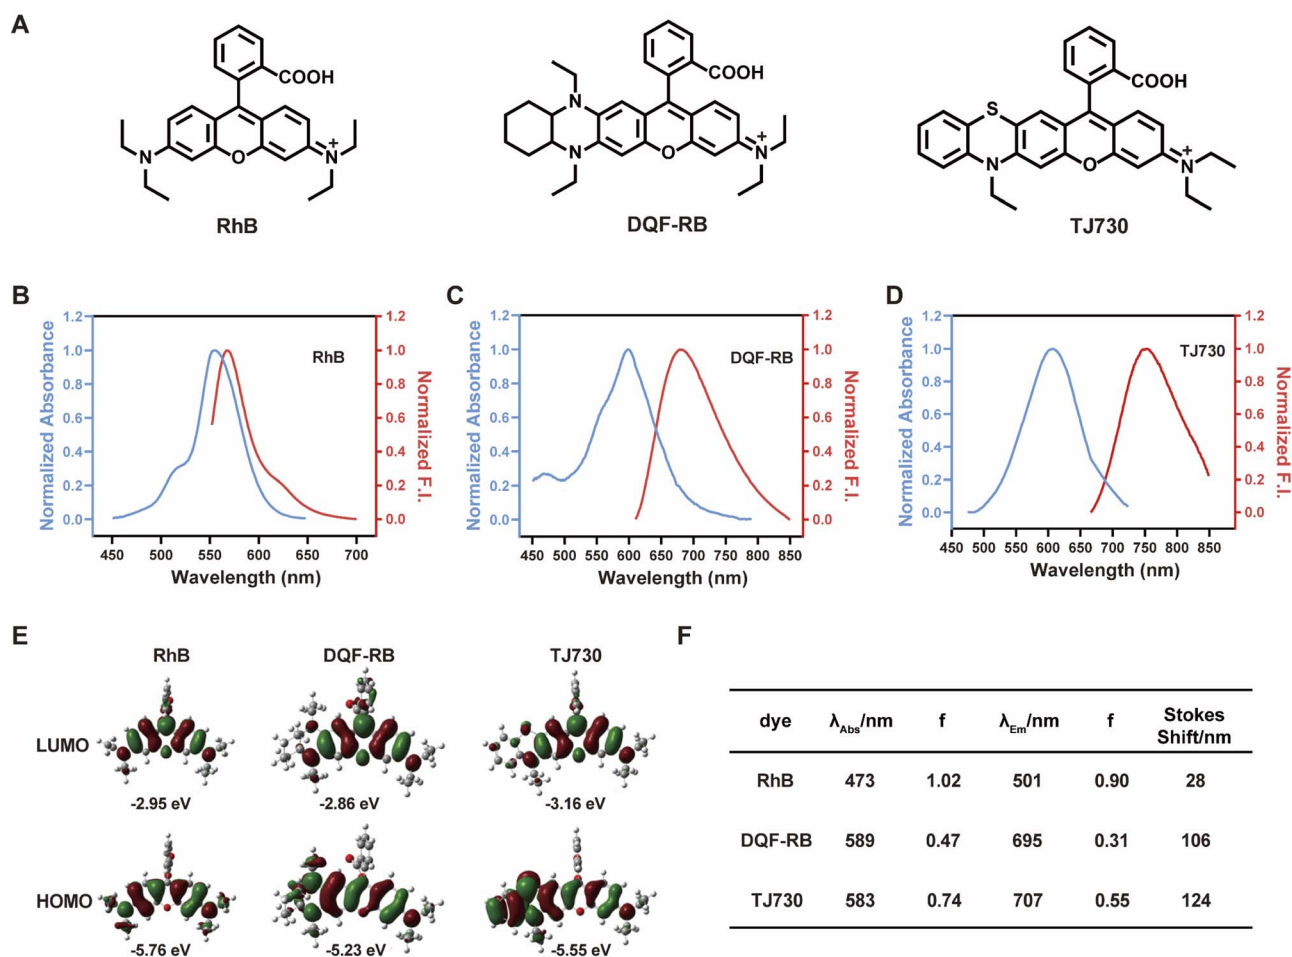 A
COOH
N
O
N+
RhB
COOH
N
N
O
N+
DQF-RB
COOH
S
N
O
N+
TJ730
B
Normalized Absorbance
1.2
1.0
0.8
0.6
0.4
0.2
0.0
RhB
1.2
1.0
0.8
0.6
0.4
0.2
0.0
Normalized F.I.
450 500 550 600 650 700
Wavelength (nm)
C
Normalized Absorbance
1.2
1.0
0.8
0.6
0.4
0.2
0.0
DQF-RB
1.2
1.0
0.8
0.6
0.4
0.2
0.0
Normalized F.I.
450 500 550 600 650 700 750 800 850
Wavelength (nm)
D
Normalized Absorbance
1.2
1.0
0.8
0.6
0.4
0.2
0.0
TJ730
1.2
1.0
0.8
0.6
0.4
0.2
0.0
Normalized F.I.
450 500 550 600 650 700 750 800 850
Wavelength (nm)
E
RhB DQF-RB TJ730
LUMO
-2.95 eV -2.86 eV -3.16 eV
HOMO
-5.76 eV -5.23 eV -5.55 eV
F
dye λAbs/nm f λEm/nm f Stokes
Shift/nm
RhB 473 1.02 501 0.90 28
DQF-RB 589 0.47 695 0.31 106
TJ730 583 0.74 707 0.55 124